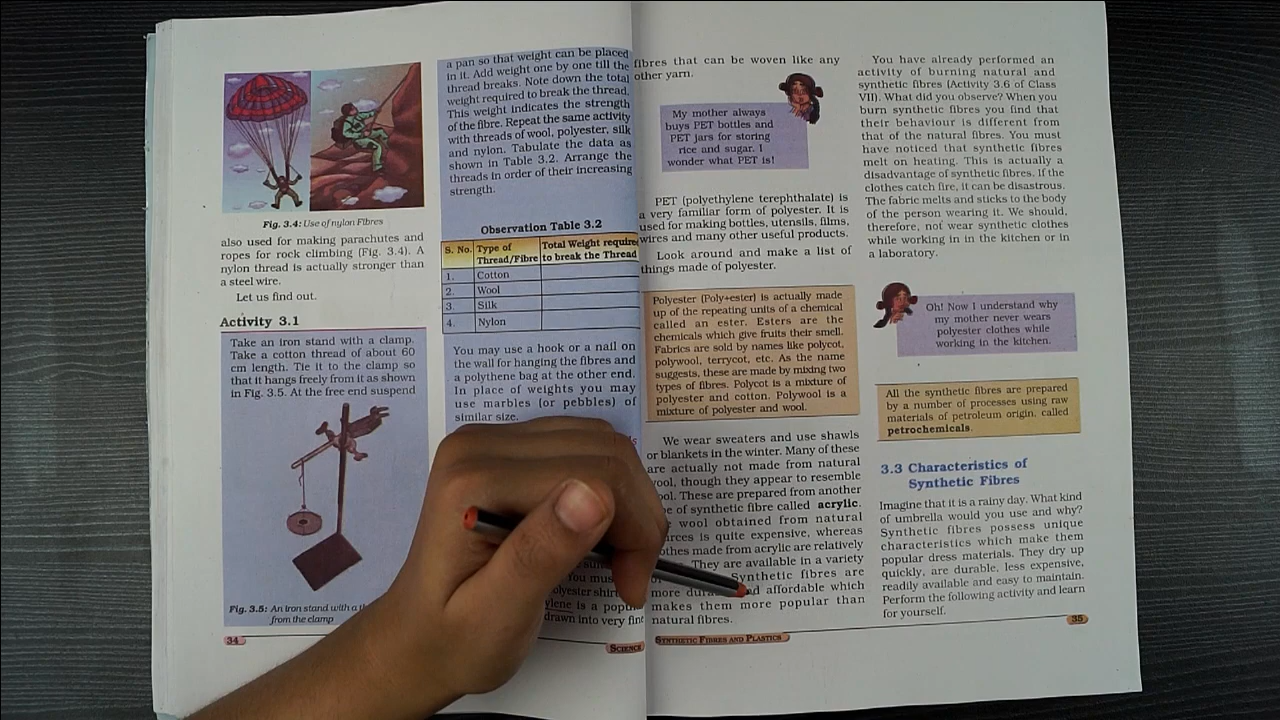 Fig. 3.4: Use of nylon Fibres
also used for making parachutes and
ropes for rock climbing (Fig. 3.4). A
nylon thread is actually stronger than
a steel wire.
Let us find out.
Activity 3.1
Take an iron stand with a clamp.
Take a cotton thread of about 60
cm length. Tie it to the clamp so
that it hangs freely from it as shown
in Fig. 3.5. At the free end suspend
Fig. 3.5: An iron stand with a
from the clamp
34
a pan so that weight can be placed
in it. Add weight one by one till the
thread breaks. Note down the total
weight required to break the thread.
This weight indicates the strength
of the fibre. Repeat the same activity
with threads of wool, polyester, silk
and nylon. Tabulate the data as
shown in Table 3.2. Arrange the
threads in order of their increasing
strength.
Observation Table 3.2
S. No. Type of Thread/Fibre Total Weight required to break the Thread
1. Cotton
2. Wool
3. Silk
4. Nylon
You may use a hook or a nail on
the wall for hanging the fibres and
a polythene bag at the other end.
In place of weights you may
use marbles (or pebbles) of
similar size.
You
is a
drawn into very
SCIENCE
fibres that can be woven like any
other yarn.
My mother always
buys PET bottles and
PET jars for storing
rice and sugar. I
wonder what PET is!
PET (polyethylene terephthalate) is
a very familiar form of polyester. It is
used for making bottles, utensils, films,
wires and many other useful products.
Look around and make a list of
things made of polyester.
Polyester (Poly+ester) is actually made
up of the repeating units of a chemical
called an ester. Esters are the
chemicals which give fruits their smell.
Fabrics are sold by names like polycot,
polywool, terrycot, etc. As the name
suggests, these are made by mixing two
types of fibres. Polycot is a mixture of
polyester and cotton. Polywool is a
mixture of polyester and wool.
We wear sweaters and use shawls
or blankets in the winter. Many of these
are actually not made from natural
wool, though they appear to resemble
These are prepared from another
of synthetic fibre called acrylic.
wool obtained from natural
is quite expensive, whereas
made from acrylic are relatively
They are available in a variety
Synthetic fibres are
more affordable which
makes them more popular than
natural fibres.
SYNTHETIC FIBRES AND PLASTICS
You have already performed an
activity of burning natural and
synthetic fibres (Activity 3.6 of Class
VII). What did you observe? When you
burn synthetic fibres you find that
their behaviour is different from
that of the natural fibres. You must
have noticed that synthetic fibres
melt on heating. This is actually a
disadvantage of synthetic fibres. If the
clothes catch fire, it can be disastrous.
The fabric melts and sticks to the body
of the person wearing it. We should,
therefore, not wear synthetic clothes
while working in the kitchen or in
a laboratory.
Oh! Now I understand why
my mother never wears
polyester clothes while
working in the kitchen.
All the synthetic fibres are prepared
by a number of processes using raw
materials of petroleum origin, called
petrochemicals.
3.3 Characteristics of
Synthetic Fibres
Imagine that it is a rainy day. What kind
of umbrella would you use and why?
Synthetic fibres possess unique
characteristics which make them
popular dress materials. They dry up
quickly, are durable, less expensive,
readily available and easy to maintain.
Perform the following activity and learn
for yourself.
35